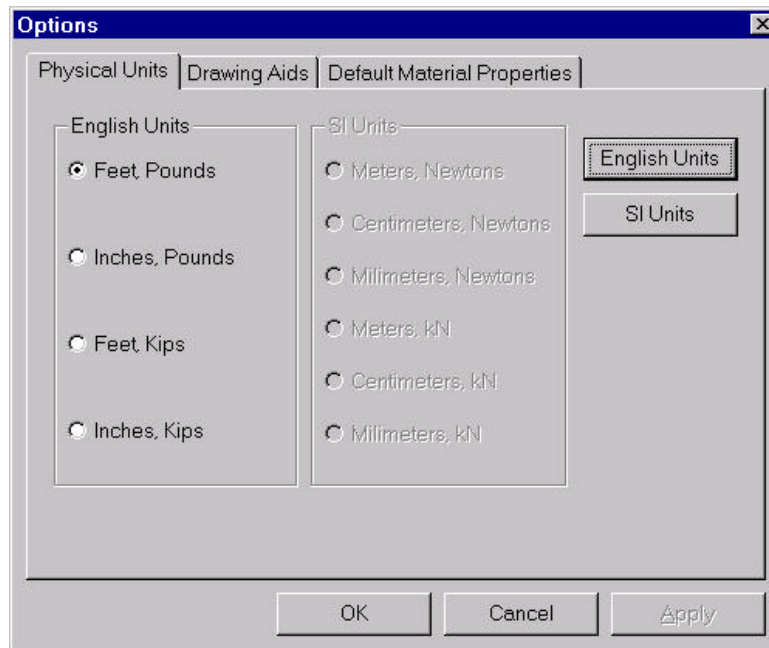 Options
Physical Units Drawing Aids Default Material Properties
English Units
Feet, Pounds
Inches, Pounds
Feet, Kips
Inches, Kips
SI Units
Meters, Newtons
Centimeters, Newtons
Milimeters, Newtons
Meters, kN
Centimeters, kN
Milimeters, kN
English Units
SI Units
OK Cancel Apply